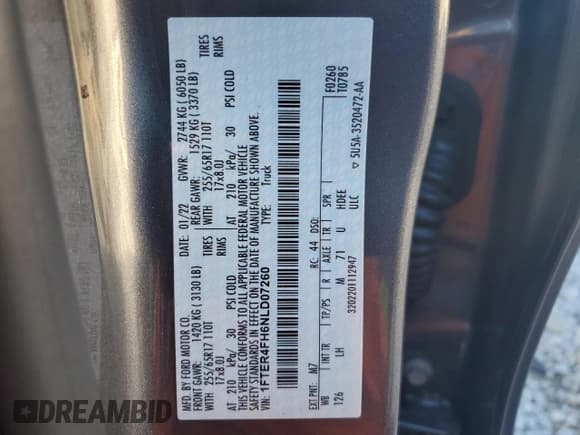 MFD. BY FORD MOTOR CO.
DATE: 01/22 GVWR: 2744 KG ( 6050 LB)
FRONT GAWR: 1420 KG ( 3130 LB) REAR GAWR: 1529 KG ( 3370 LB)
255/65R17 110T TIRES WITH 255/65R17 110T TIRES
17x8.0J RIMS 17x8.0J RIMS
AT 210 kPa/ 30 PSI COLD AT 210 kPa/ 30 PSI COLD
THIS VEHICLE CONFORMS TO ALL APPLICABLE FEDERAL MOTOR VEHICLE
SAFETY STANDARDS IN EFFECT ON THE DATE OF MANUFACTURE SHOWN ABOVE.
VIN: 1FTER4FH6NLD07260 TYPE: Truck
F0260
T0785
EXT PNT: M7 RC: 44 DSO:
WB INT TR TP/PS R AXLE TR SPR
126 LH M 71 U HDEE
ULC
3202201112947 5U5A-3520472-AA
DREAMBID